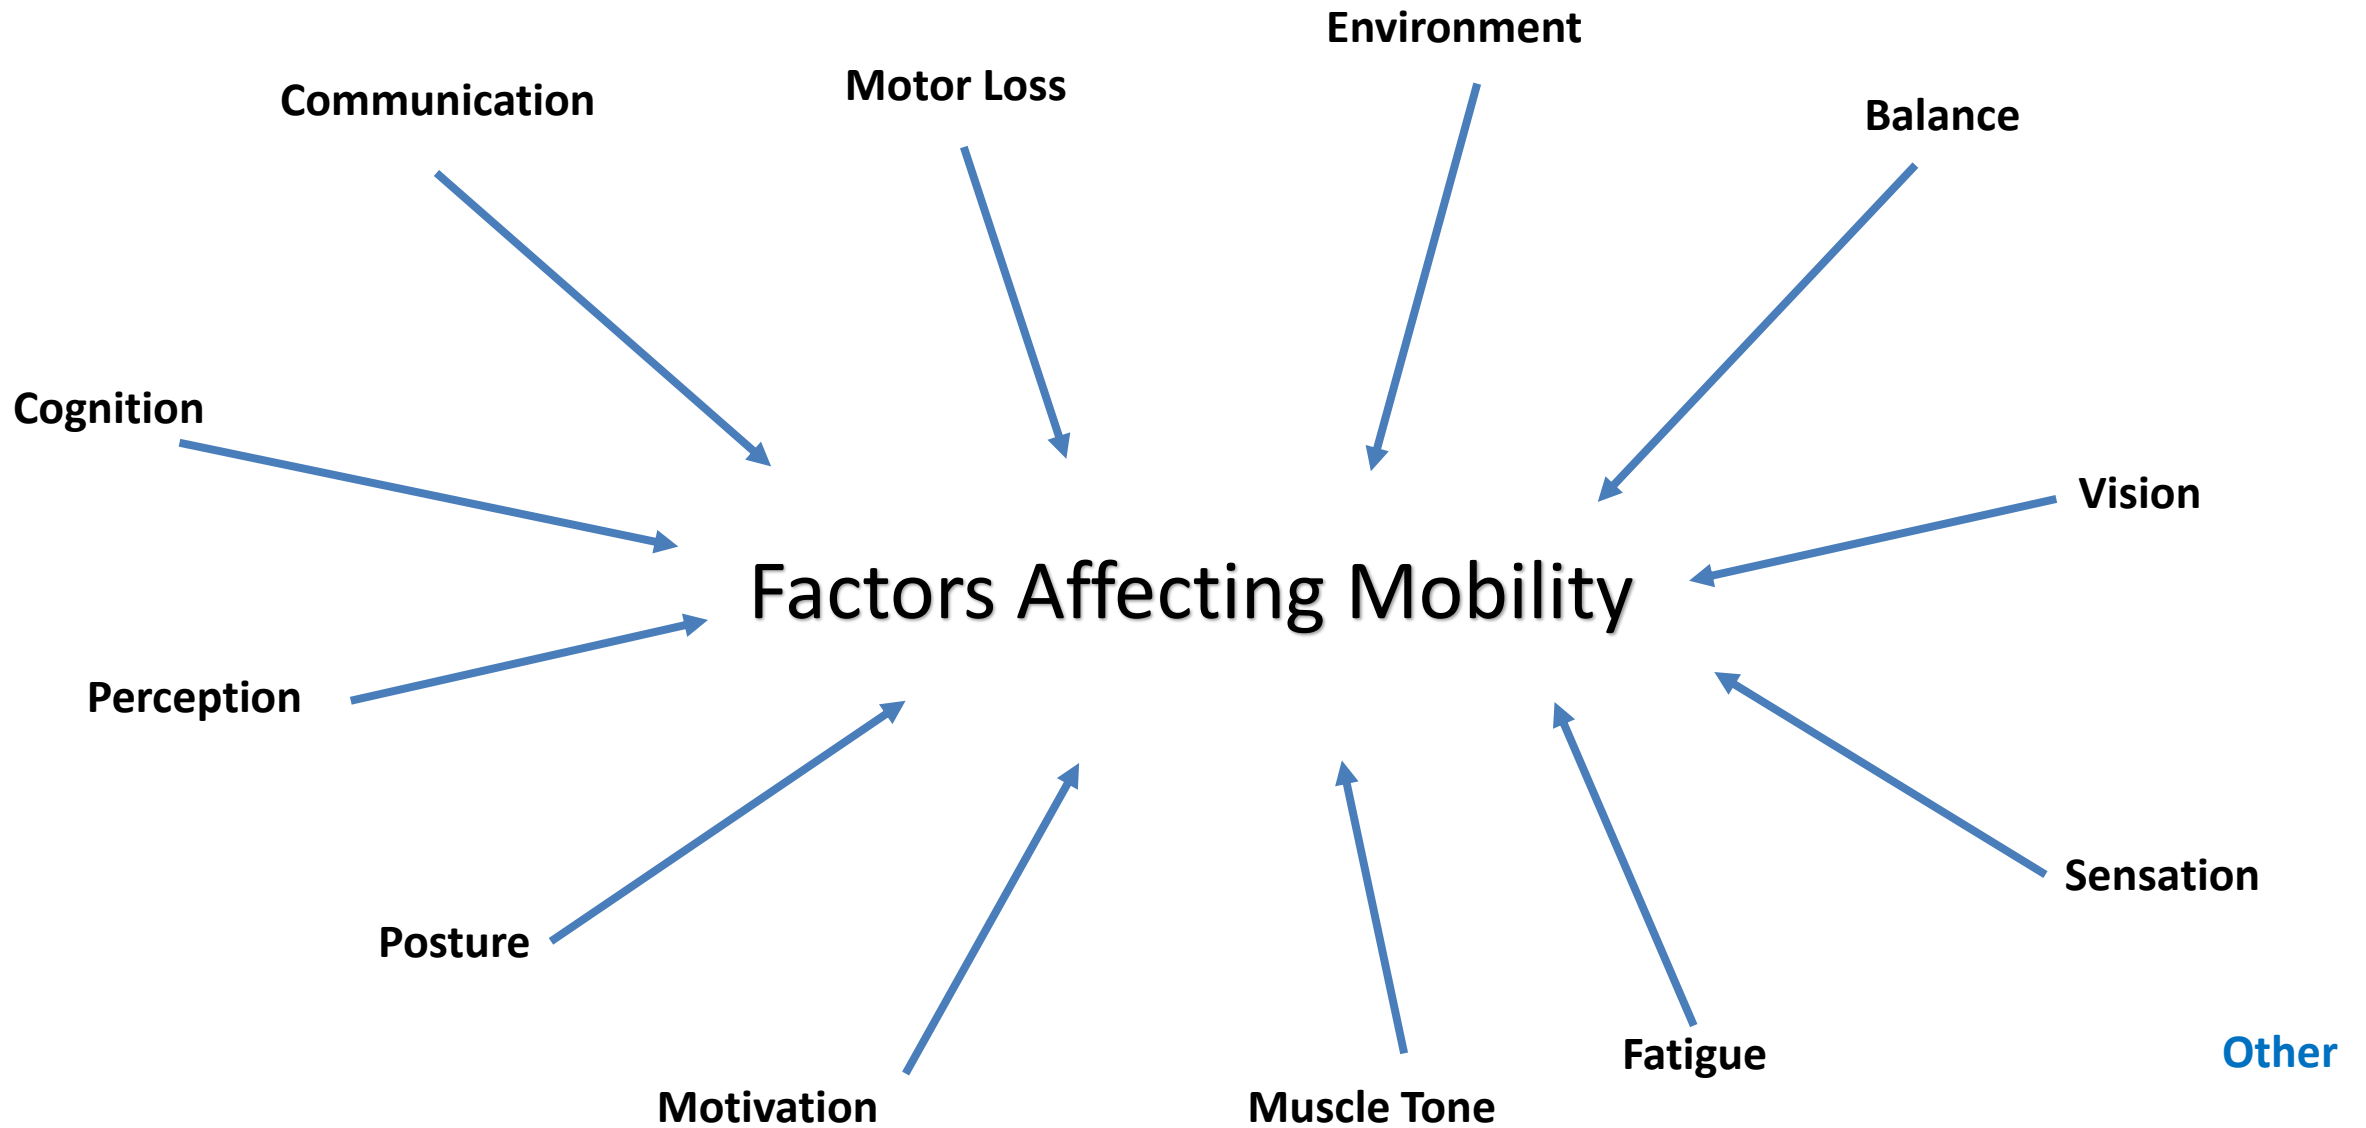 Environment
Motor Loss
Communication
Balance
Cognition
Vision
Factors Affecting Mobility
Perception
Sensation
Posture
Fatigue
Other
Motivation
Muscle Tone